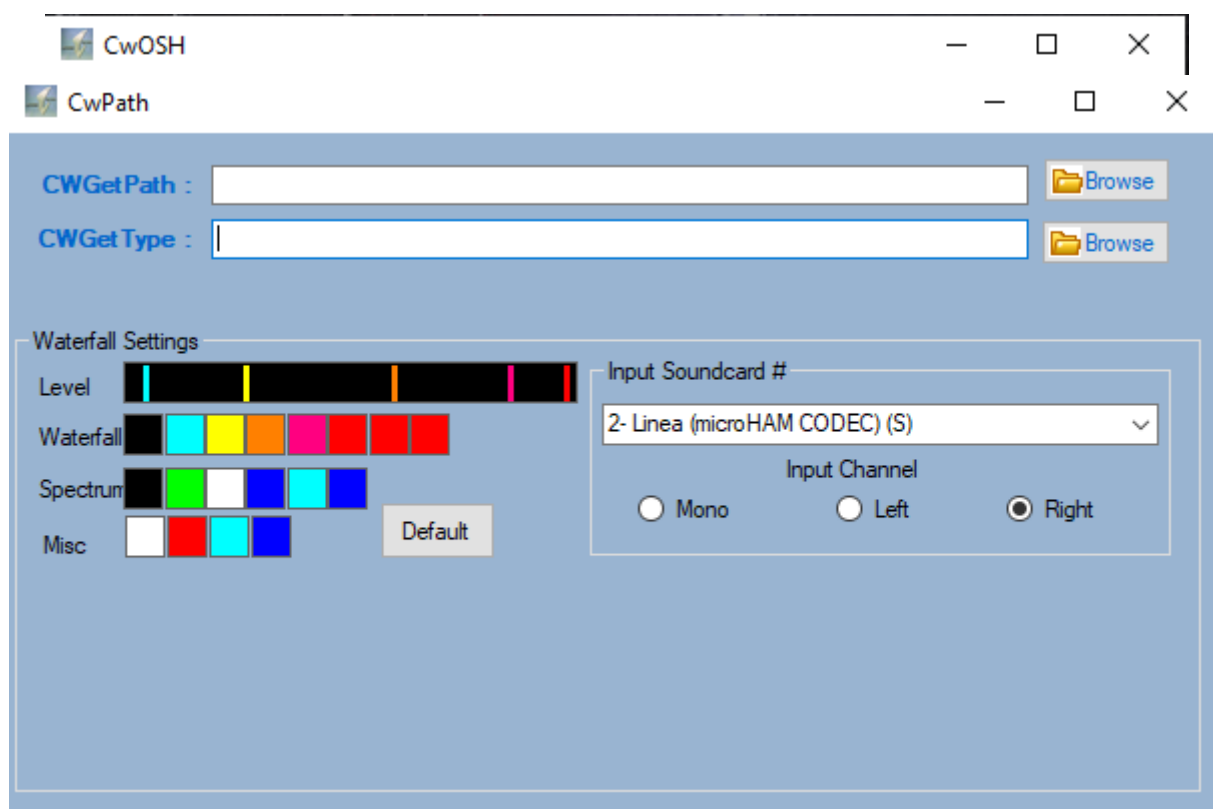 CwOSH
CwPath
CWGetPath :
Browse
CWGetType :
Browse
Waterfall Settings
Level
Input Soundcard #
Waterfall
2- Linea (microHAM CODEC) (S)
Input Channel
Spectrum
Mono
Left
Right
Default
Misc